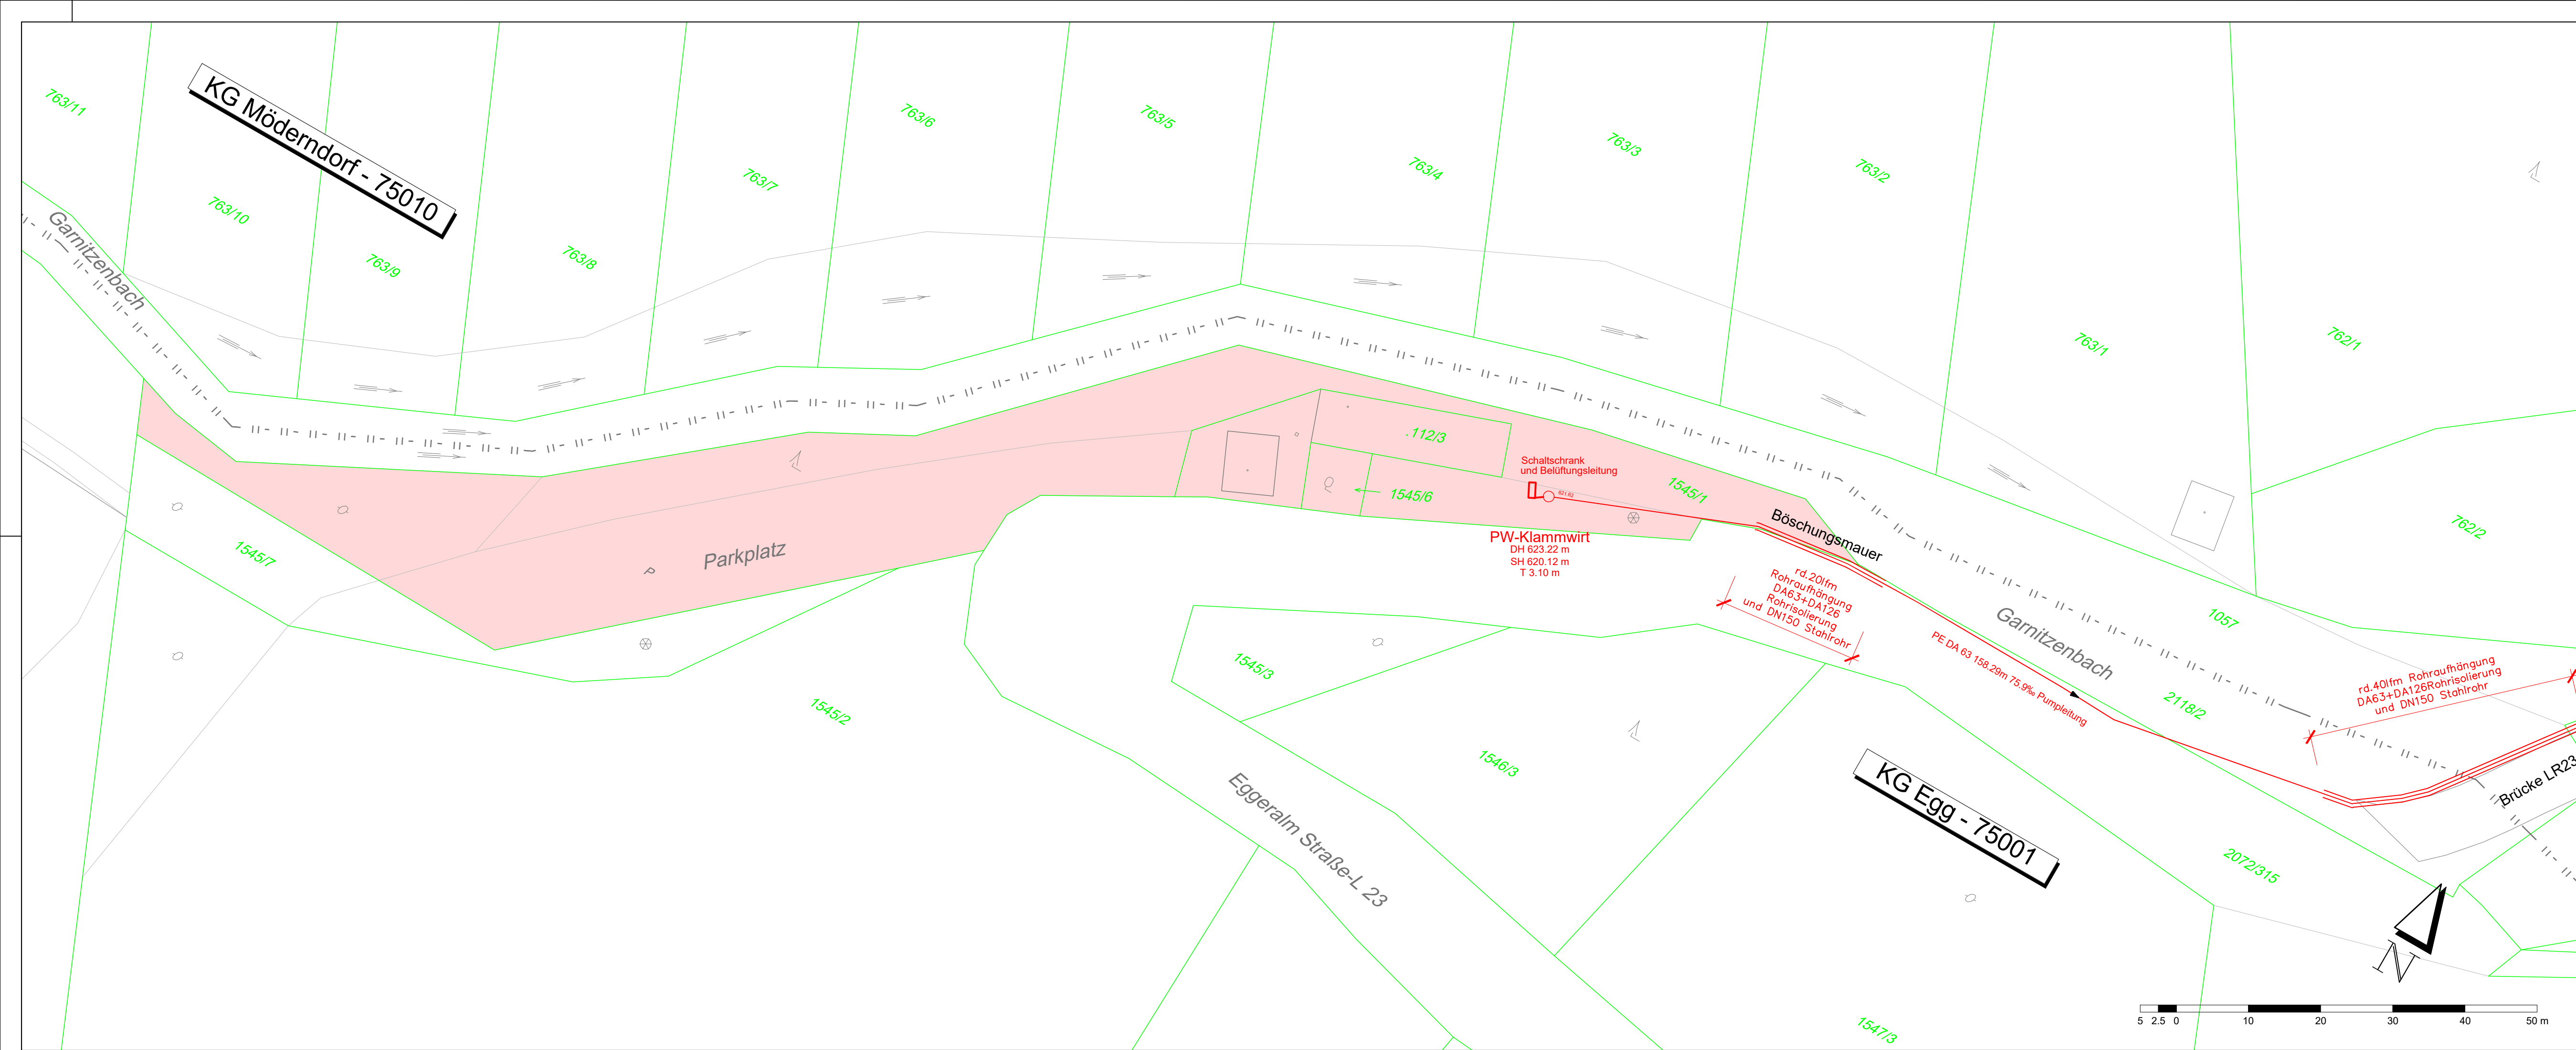 763/11
KG Möderndorf - 75010
763/10
763/9
763/8
763/7
763/6
763/5
763/4
763/3
763/2
763/1
762/1
762/2
Garnitzenbach
.112/3
Schaltschrank
und Belüftungsleitung
621.62
1545/1
1545/6
Böschungsmauer
PW-Klammwirt
DH 623.22 m
SH 620.12 m
T 3.10 m
Parkplatz
P
1545/7
rd.20lfm
Rohraufhängung
DA63+DA126
Rohrisolierung
und DN150 Stahlrohr
PE DA 63 158.29m 75.9‰ Pumpleitung
Garnitzenbach
1057
2118/2
rd.40lfm Rohraufhängung
DA63+DA126Rohrisolierung
und DN150 Stahlrohr
Brücke LR23
1545/3
1545/2
1546/3
Eggeralm Straße-L 23
KG Egg - 75001
2072/315
1547/3
N
5 2.5 0 10 20 30 40 50 m